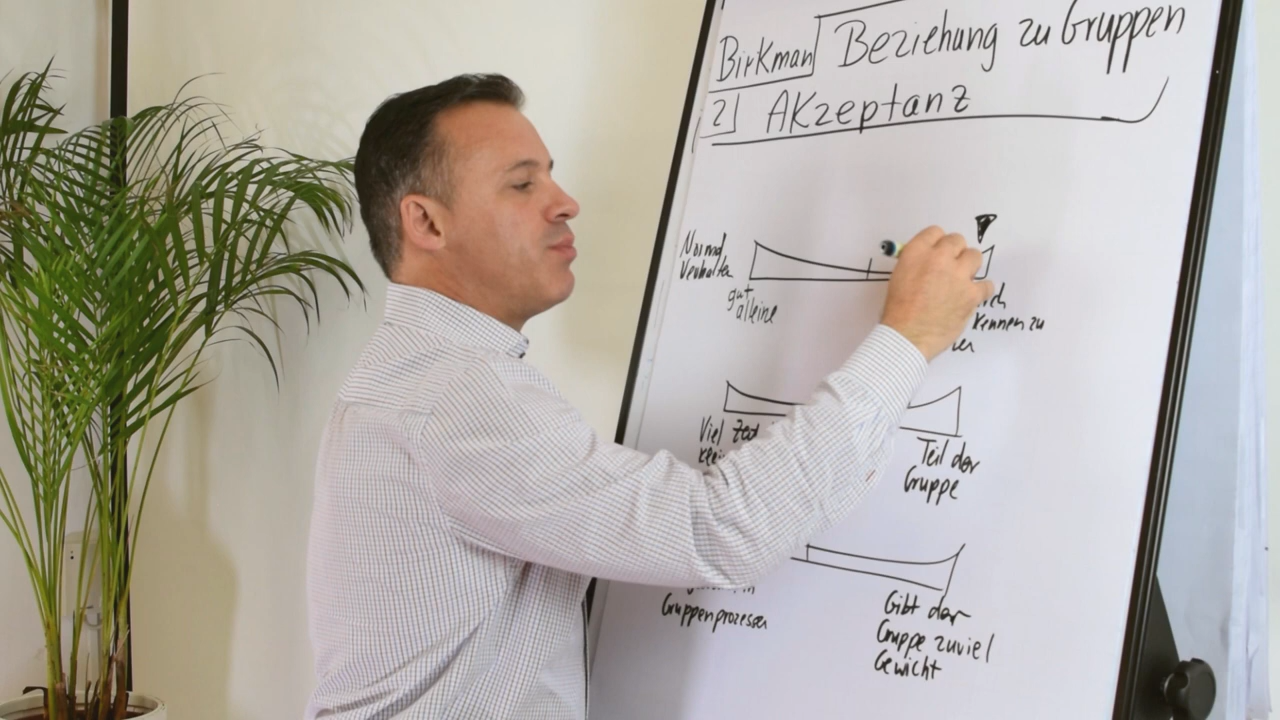 Birkman Beziehung zu Gruppen
2) Akzeptanz
Normal
Verhalten
gut
alleine
kennen zu
Viel Zeit
Teil der
Gruppe
Gruppenprozessen
Gibt der
Gruppe zuviel
Gewicht